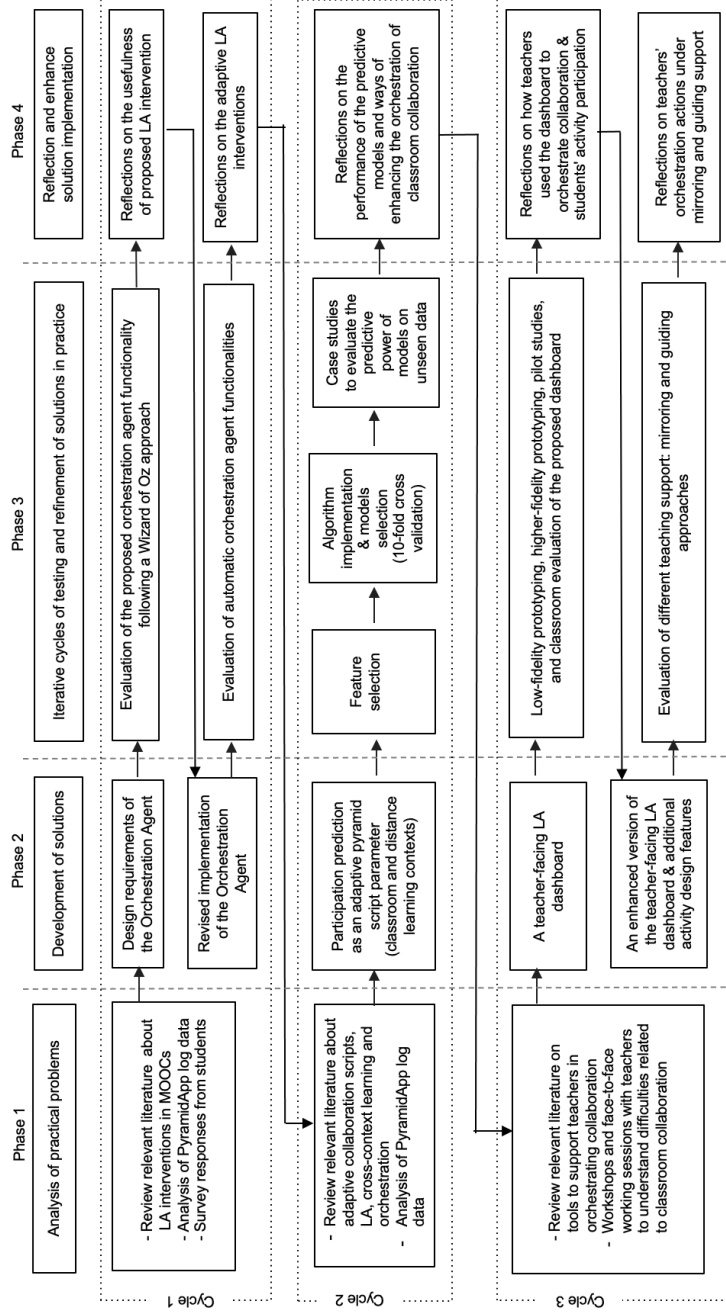 Phase 1
Phase 2
Phase 3
Phase 4
Analysis of practical problems
Development of solutions
Iterative cycles of testing and refinement of solutions in practice
Reflection and enhance
solution implementation
Cycle 1
- Review relevant literature about
LA interventions in MOOCs
- Analysis of PyramidApp log data
- Survey responses from students
Design requirements of
the Orchestration Agent
Evaluation of the proposed orchestration agent functionality
following a Wizard of Oz approach
Reflections on the usefulness
of proposed LA intervention
Revised implementation
of the Orchestration
Agent
Evaluation of automatic orchestration agent functionalities
Reflections on the adaptive LA
interventions
Cycle 2
- Review relevant literature about
adaptive collaboration scripts,
LA, cross-context learning and
orchestration
- Analysis of PyramidApp log
data
Participation prediction
as an adaptive pyramid
script parameter
(classroom and distance
learning contexts)
Feature
selection
Algorithm
implementation
& models
selection
(10-fold cross
validation)
Case studies
to evaluate the
predictive
power of
models on
unseen data
Reflections on the
performance of the predictive
models and ways of
enhancing the orchestration of
classroom collaboration
Cycle 3
- Review relevant literature on
tools to support teachers in
orchestrating collaboration
- Workshops and face-to-face
working sessions with teachers
to understand difficulties related
to classroom collaboration
A teacher-facing LA
dashboard
Low-fidelity prototyping, higher-fidelity prototyping, pilot studies,
and classroom evaluation of the proposed dashboard
Reflections on how teachers
used the dashboard to
orchestrate collaboration &
students' activity participation
An enhanced version of
the teacher-facing LA
dashboard & additional
activity design features
Evaluation of different teaching support: mirroring and guiding
approaches
Reflections on teachers'
orchestration actions under
mirroring and guiding support